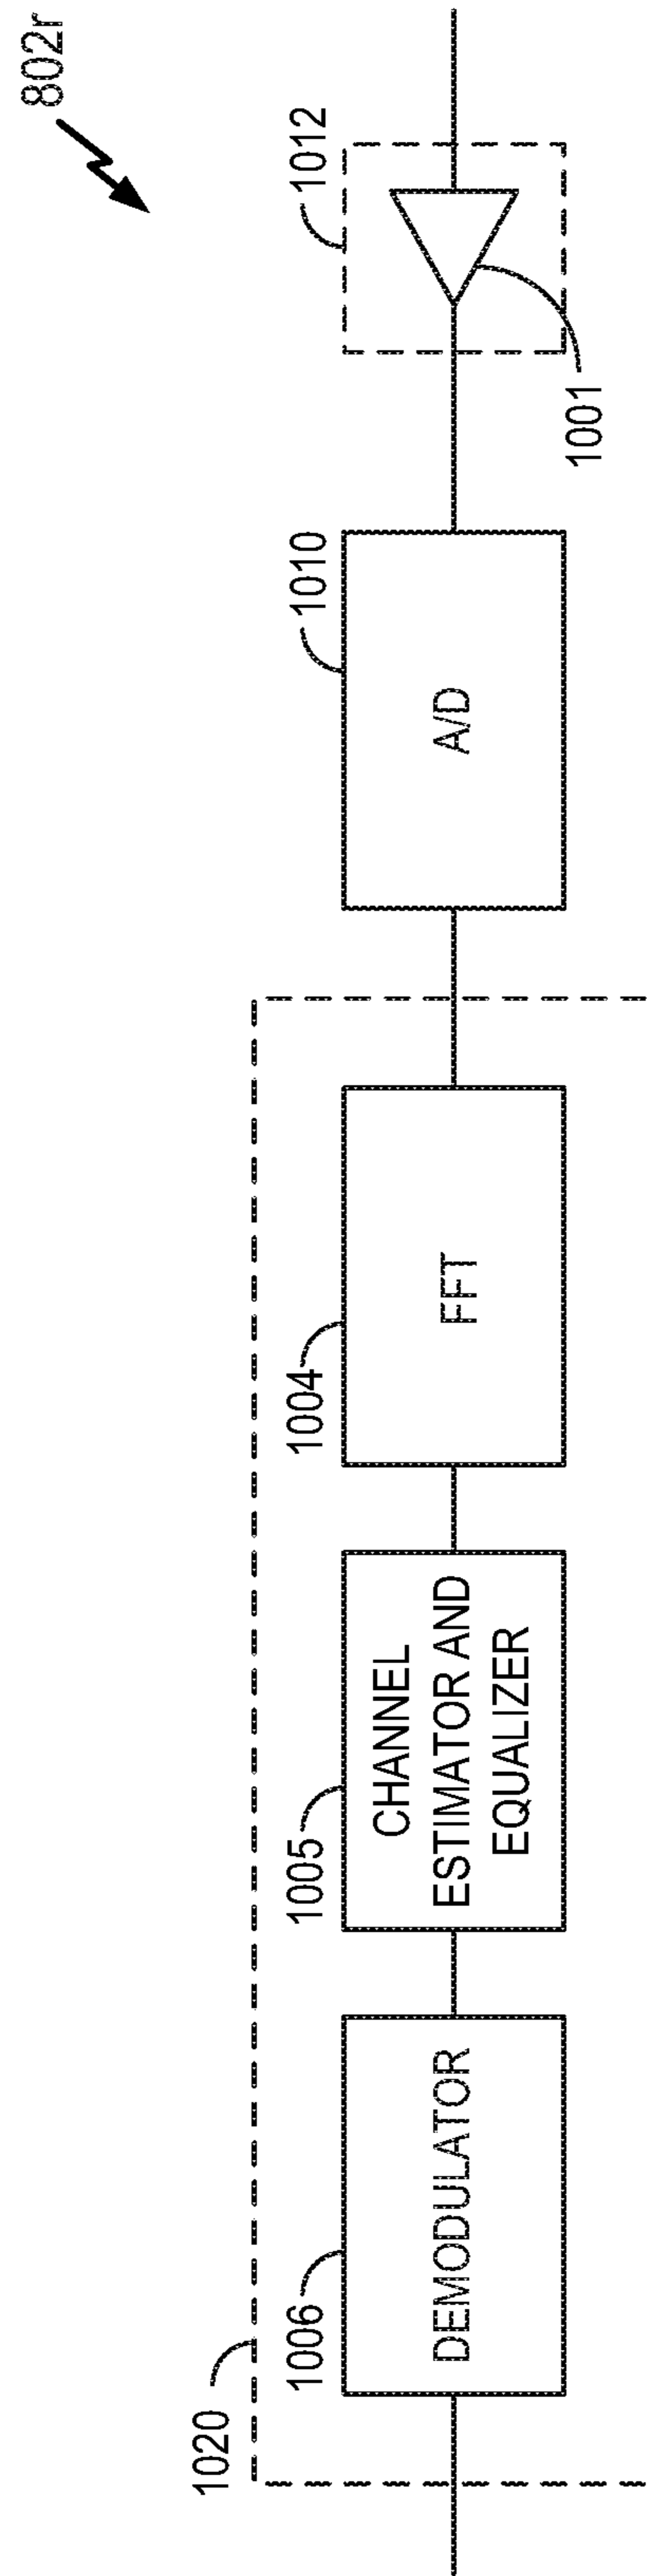 802r
1020
1006
DEMODULATOR
1005
CHANNEL
ESTIMATOR AND
EQUALIZER
1004
FFT
1010
A/D
1012
1001